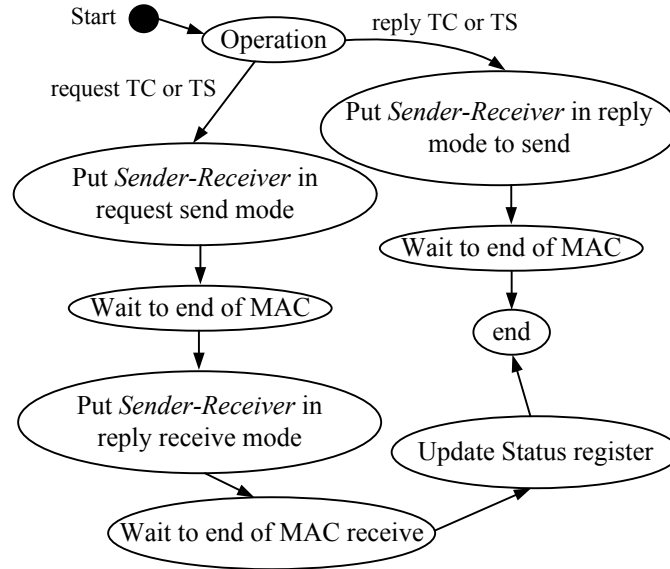 Start
Operation
reply TC or TS
request TC or TS
Put Sender-Receiver in reply
mode to send
Put Sender-Receiver in
request send mode
Wait to end of MAC
Wait to end of MAC
end
Put Sender-Receiver in
reply receive mode
Update Status register
Wait to end of MAC receive